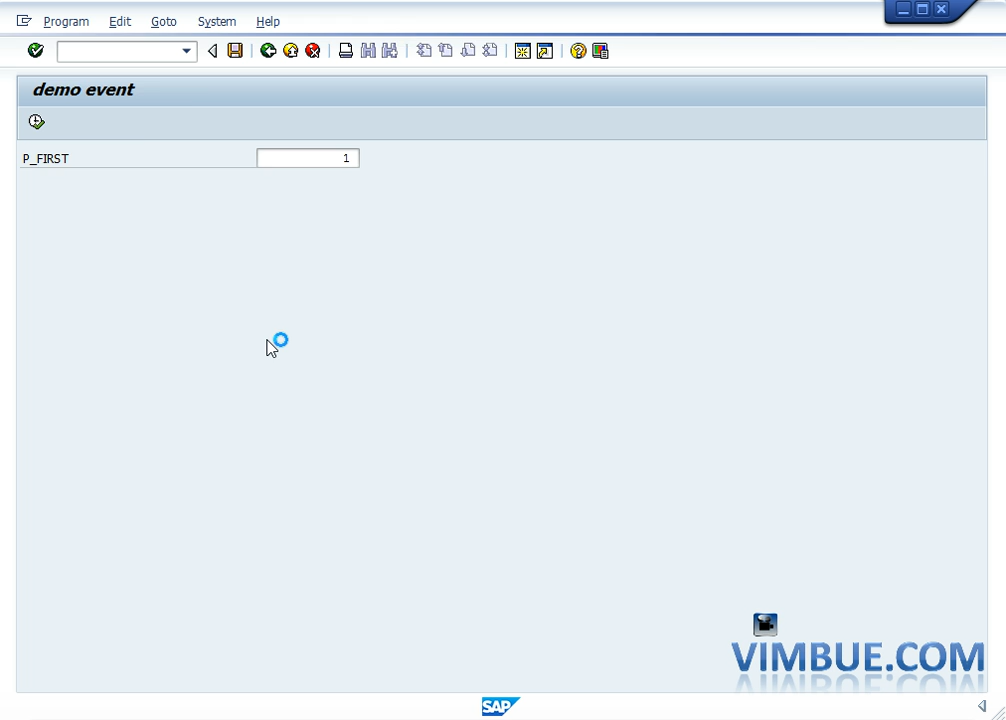 Program Edit Goto System Help
demo event
P_FIRST 1
VIMBUE.COM
SAP